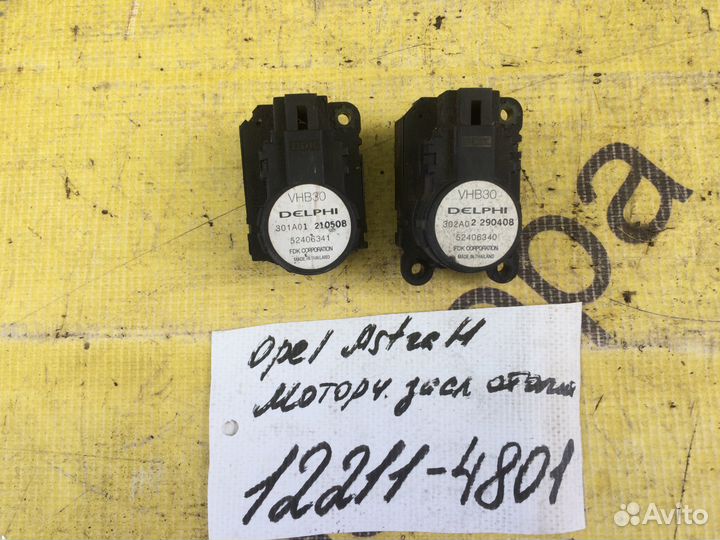 VHB30
DELPHI
301A01 210508
52406341
FDK CORPORATION
MADE IN THAILAND
VHB30
DELPHI
302A02 290408
52406340
FDK CORPORATION
MADE IN THAILAND
роа
Opel Astra H
Моторч. засл
12211-4801
Avito